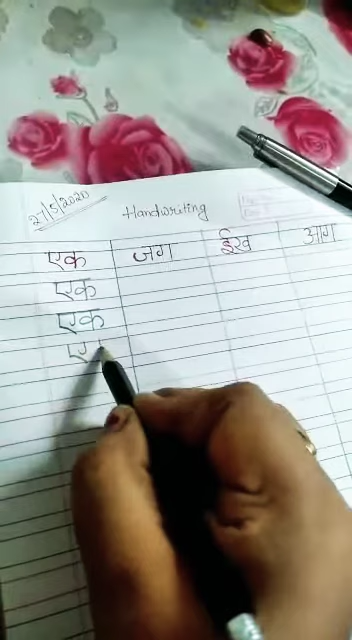 27/5/2020
Handwriting
एक जग ईख आग
एक
एक
ए